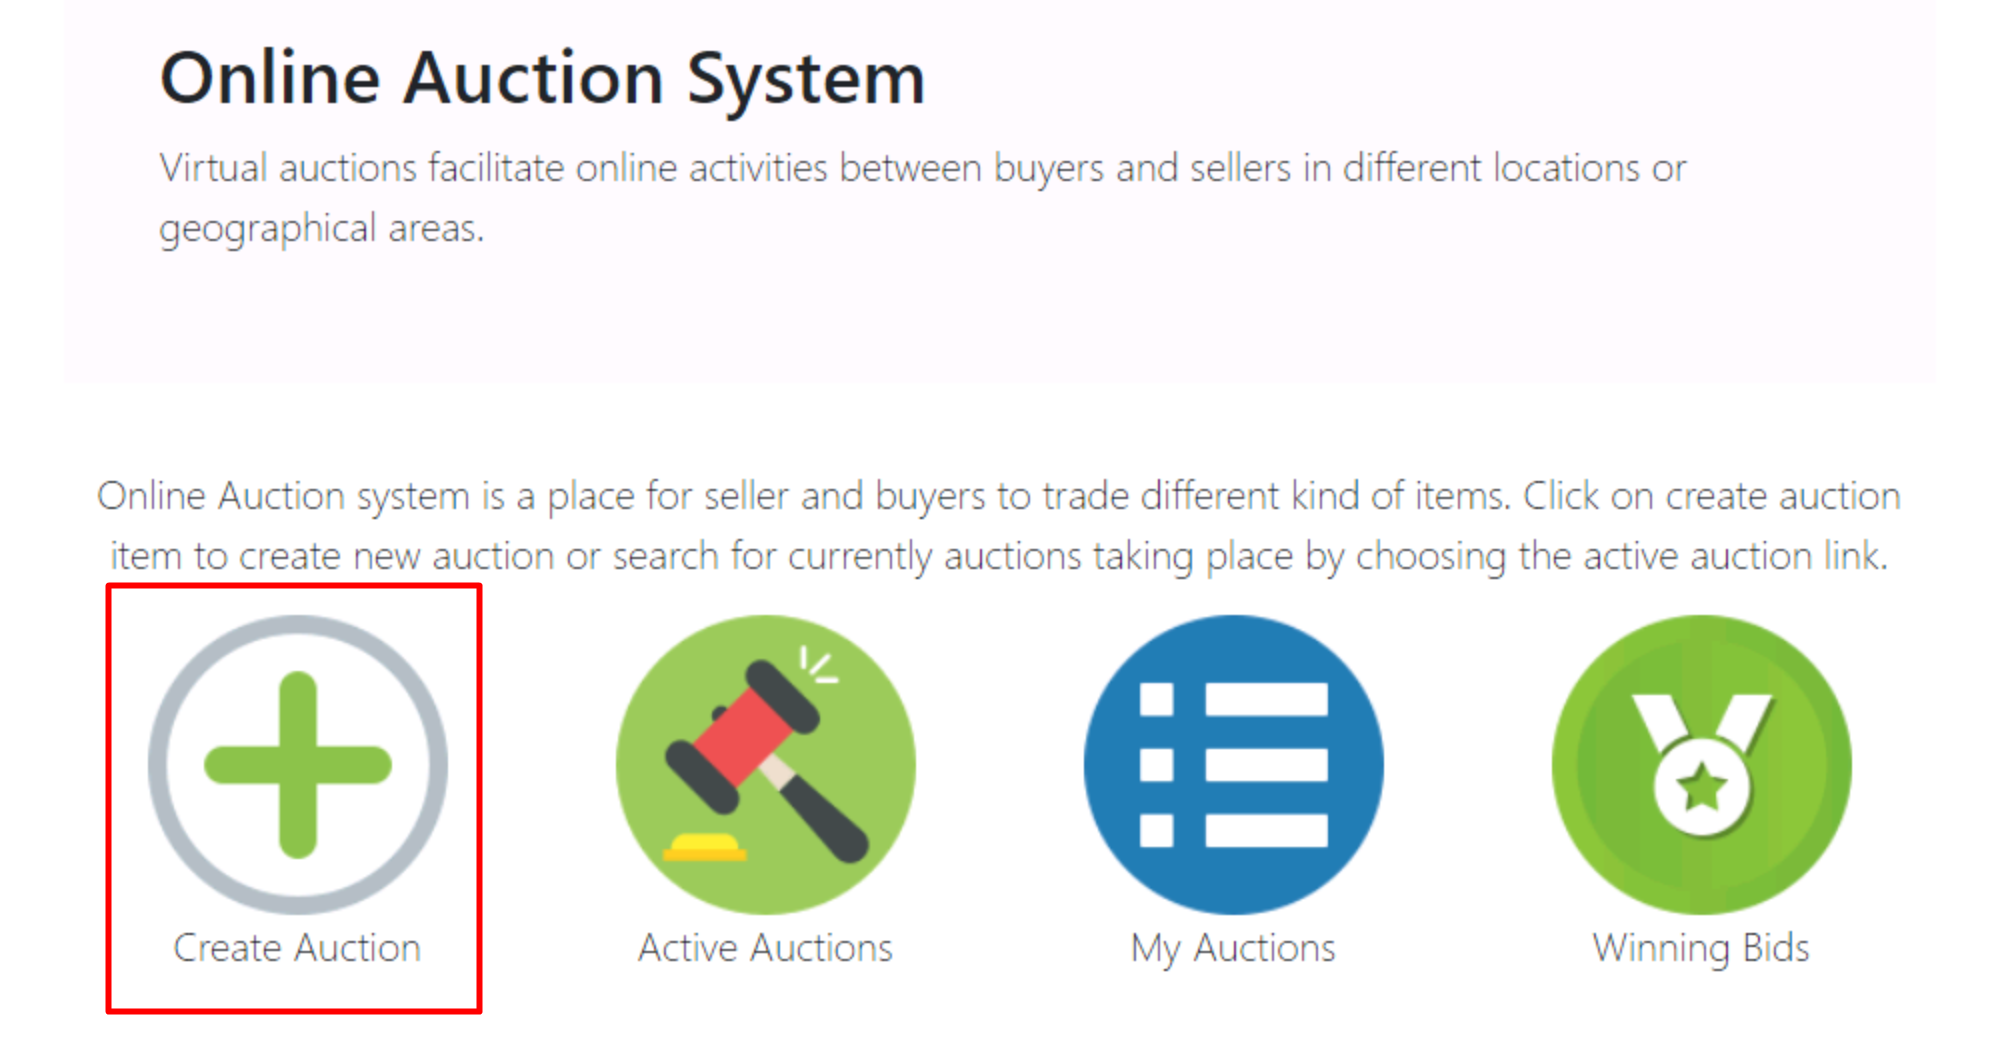 Online Auction System
Virtual auctions facilitate online activities between buyers and sellers in different locations or
geographical areas.
Online Auction system is a place for seller and buyers to trade different kind of items. Click on create auction
item to create new auction or search for currently auctions taking place by choosing the active auction link.
Create Auction
Active Auctions
My Auctions
Winning Bids